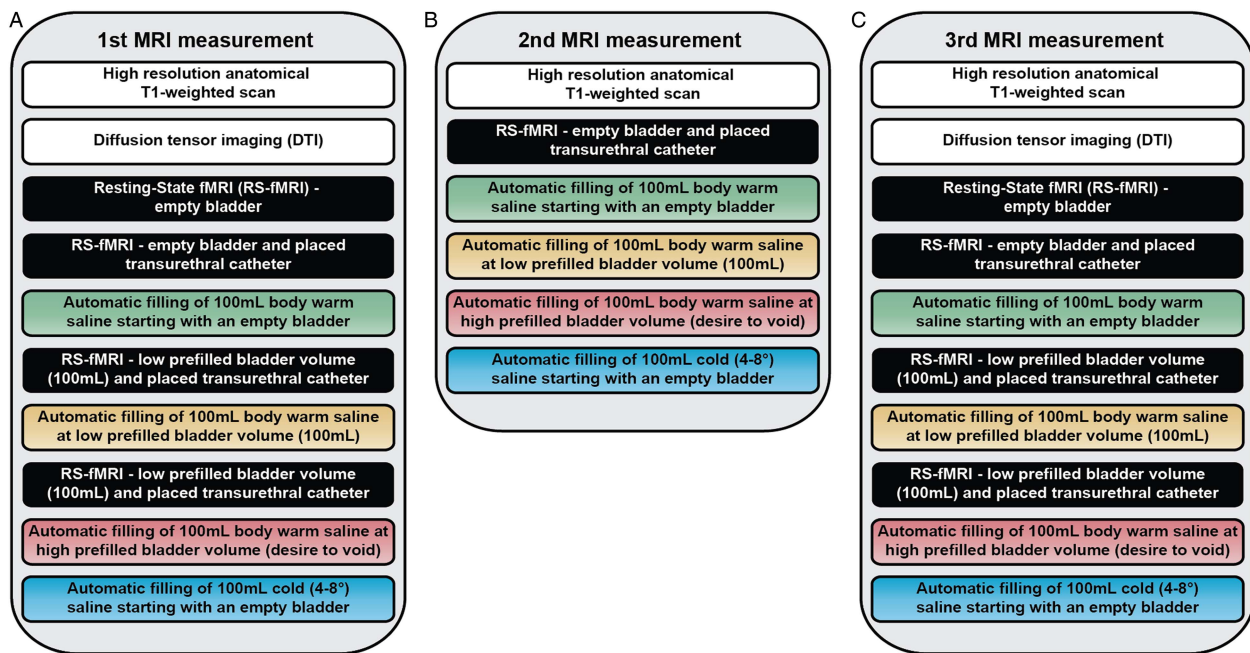 A
1st MRI measurement
High resolution anatomical
T1-weighted scan
Diffusion tensor imaging (DTI)
Resting-State fMRI (RS-fMRI) -
empty bladder
RS-fMRI - empty bladder and placed
transurethral catheter
Automatic filling of 100mL body warm
saline starting with an empty bladder
RS-fMRI - low prefilled bladder volume
(100mL) and placed transurethral catheter
Automatic filling of 100mL body warm saline
at low prefilled bladder volume (100mL)
RS-fMRI - low prefilled bladder volume
(100mL) and placed transurethral catheter
Automatic filling of 100mL body warm saline at
high prefilled bladder volume (desire to void)
Automatic filling of 100mL cold (4-8°)
saline starting with an empty bladder
B
2nd MRI measurement
High resolution anatomical
T1-weighted scan
RS-fMRI - empty bladder and placed
transurethral catheter
Automatic filling of 100mL body warm
saline starting with an empty bladder
Automatic filling of 100mL body warm saline
at low prefilled bladder volume (100mL)
Automatic filling of 100mL body warm saline at
high prefilled bladder volume (desire to void)
Automatic filling of 100mL cold (4-8°)
saline starting with an empty bladder
C
3rd MRI measurement
High resolution anatomical
T1-weighted scan
Diffusion tensor imaging (DTI)
Resting-State fMRI (RS-fMRI) -
empty bladder
RS-fMRI - empty bladder and placed
transurethral catheter
Automatic filling of 100mL body warm
saline starting with an empty bladder
RS-fMRI - low prefilled bladder volume
(100mL) and placed transurethral catheter
Automatic filling of 100mL body warm saline
at low prefilled bladder volume (100mL)
RS-fMRI - low prefilled bladder volume
(100mL) and placed transurethral catheter
Automatic filling of 100mL body warm saline at
high prefilled bladder volume (desire to void)
Automatic filling of 100mL cold (4-8°)
saline starting with an empty bladder